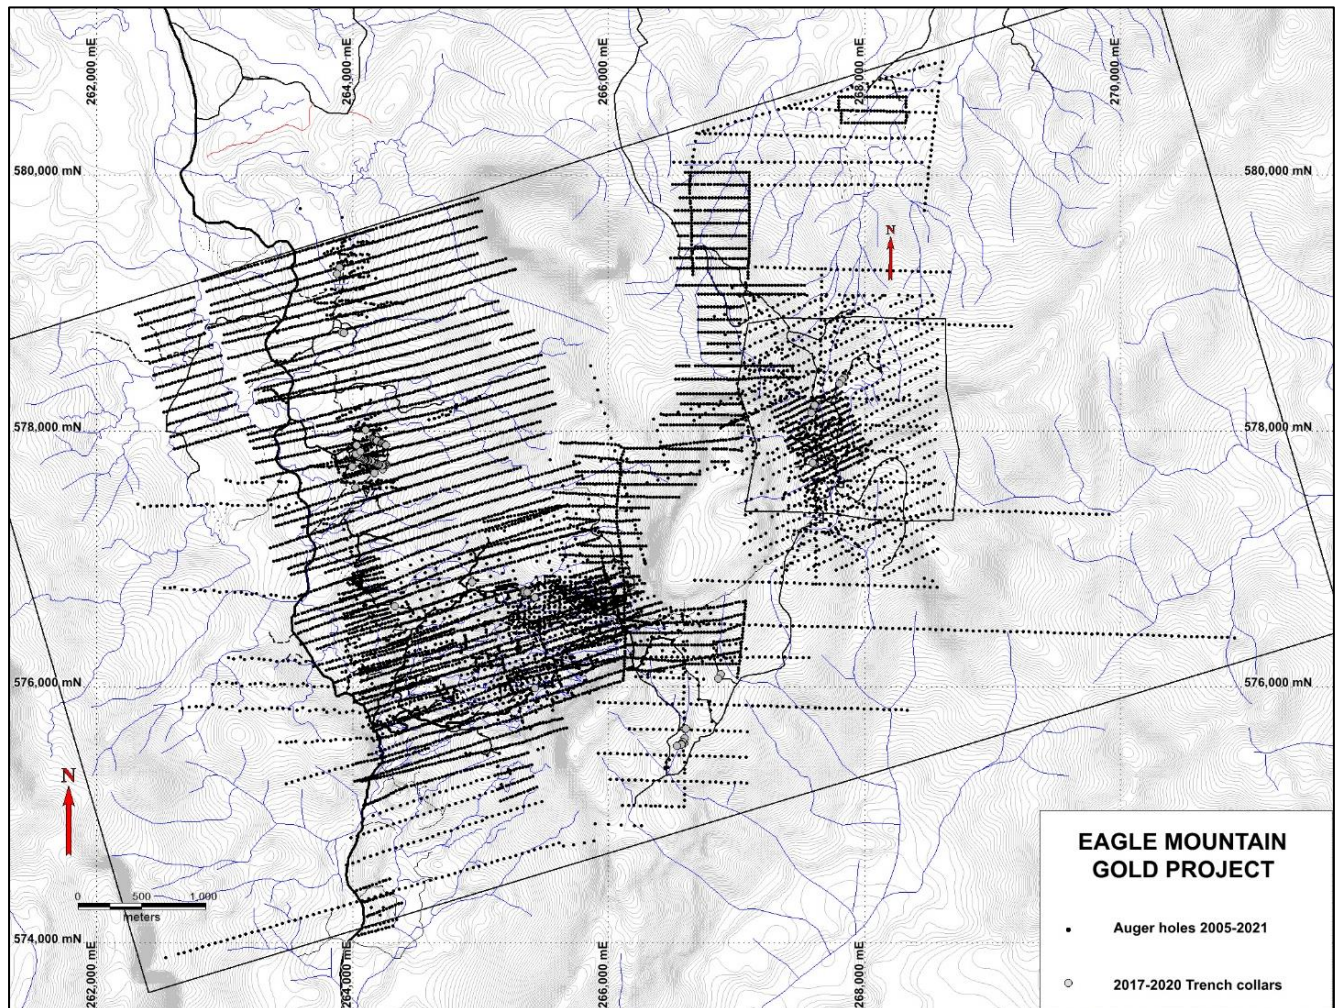 262,000 mE
264,000 mE
266,000 mE
268,000 mE
270,000 mE
580,000 mN
580,000 mN
N
578,000 mN
578,000 mN
576,000 mN
576,000 mN
N
0 500 1,000
meters
574,000 mN
262,000 mE
264,000 mE
266,000 mE
268,000 mE
EAGLE MOUNTAIN
GOLD PROJECT
Auger holes 2005-2021
2017-2020 Trench collars